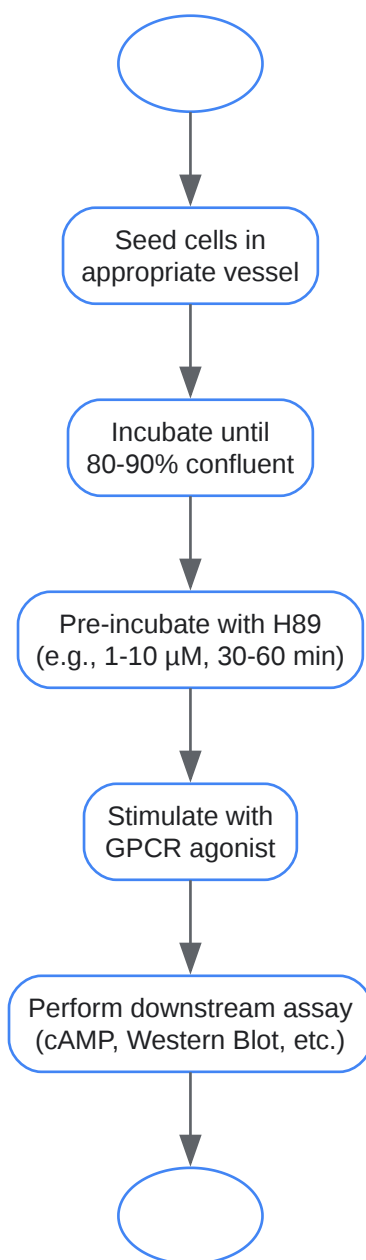 Seed cells in
appropriate vessel
Incubate until
80-90% confluent
Pre-incubate with H89
(e.g., 1-10 µM, 30-60 min)
Stimulate with
GPCR agonist
Perform downstream assay
(cAMP, Western Blot, etc.)